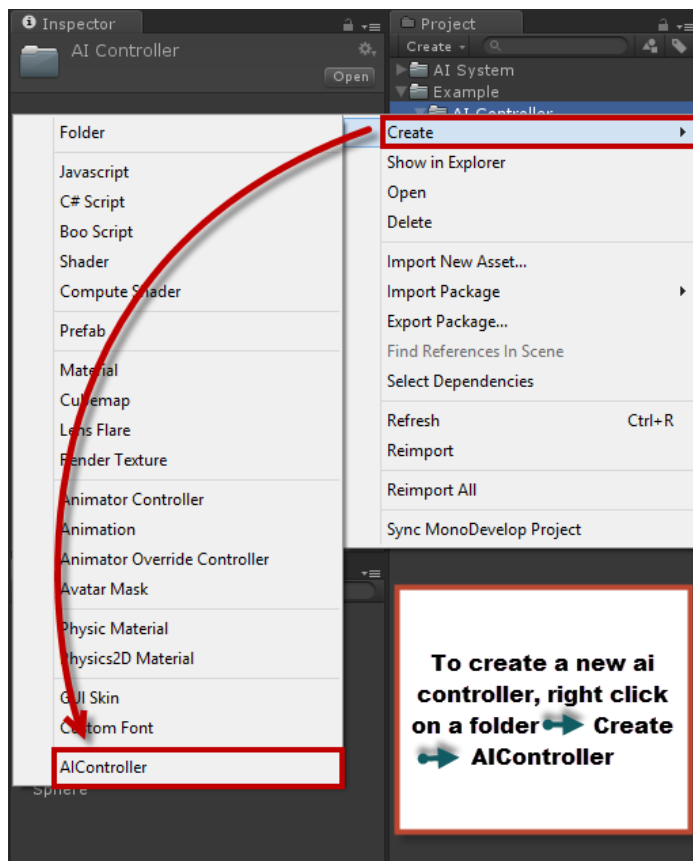 Inspector
AI Controller
Open
Project
Create
AI System
Example
AI Controller
Folder
Javascript
C# Script
Boo Script
Shader
Compute Shader
Prefab
Material
Cubemap
Lens Flare
Render Texture
Animator Controller
Animation
Animator Override Controller
Avatar Mask
Physic Material
Physics2D Material
GUI Skin
Custom Font
AIController
Sphere
Create
Show in Explorer
Open
Delete
Import New Asset...
Import Package
Export Package...
Find References In Scene
Select Dependencies
Refresh Ctrl+R
Reimport
Reimport All
Sync MonoDevelop Project
To create a new ai
controller, right click
on a folder Create
AIController